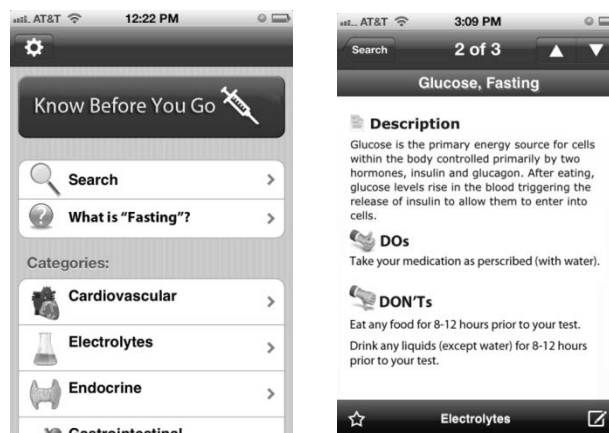 AT&T 12:22 PM
Know Before You Go
Search
What is "Fasting"?
Categories:
Cardiovascular
Electrolytes
Endocrine
Gastrointestinal
AT&T 3:09 PM
Search 2 of 3
Glucose, Fasting
Description
Glucose is the primary energy source for cells
within the body controlled primarily by two
hormones, insulin and glucagon. After eating,
glucose levels rise in the blood triggering the
release of insulin to allow them to enter into
cells.
DOs
Take your medication as perscribed (with water).
DON'Ts
Eat any food for 8-12 hours prior to your test.
Drink any liquids (except water) for 8-12 hours
prior to your test.
Electrolytes